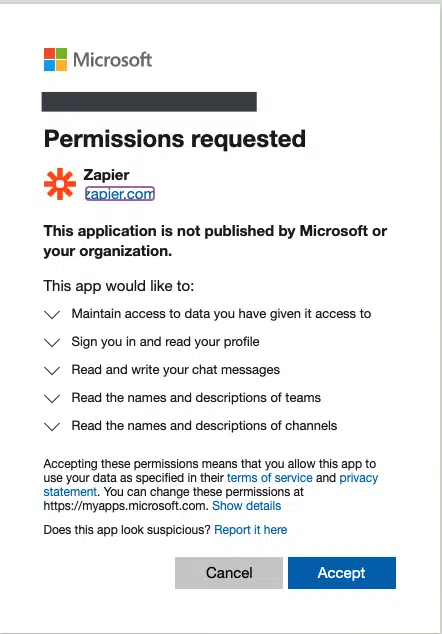 Microsoft
Permissions requested
Zapier
zapier.com
This application is not published by Microsoft or
your organization.
This app would like to:
Maintain access to data you have given it access to
Sign you in and read your profile
Read and write your chat messages
Read the names and descriptions of teams
Read the names and descriptions of channels
Accepting these permissions means that you allow this app to
use your data as specified in their terms of service and privacy
statement. You can change these permissions at
https://myapps.microsoft.com. Show details
Does this app look suspicious? Report it here
Cancel
Accept